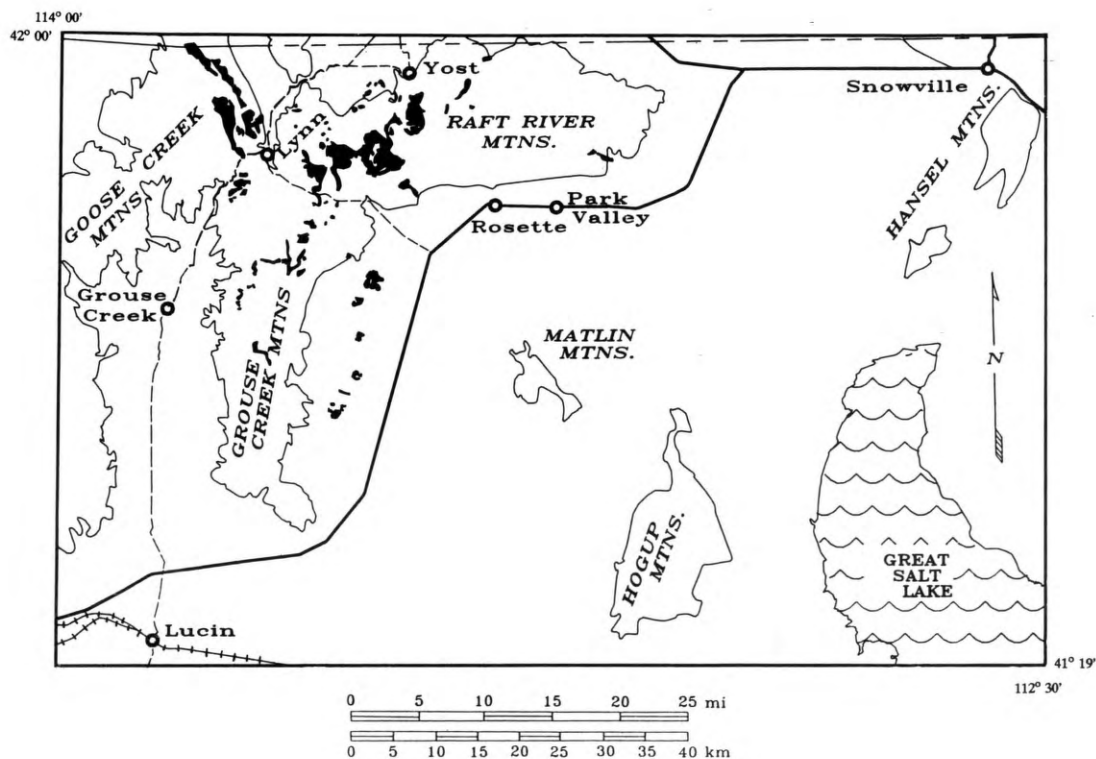 114° 00'
42° 00'
Yost
Snowville
Lynn
RAFT RIVER
MTNS.
HANSEL MTNS.
GOOSE CREEK
MTNS.
Park
Valley
Rosette
Grouse
Creek
GROUSE
CREEK MTNS
MATLIN
MTNS.
N
HOGUP
MTNS.
GREAT
SALT
LAKE
Lucin
41° 19'
112° 30'
0 5 10 15 20 25 mi
0 5 10 15 20 25 30 35 40 km